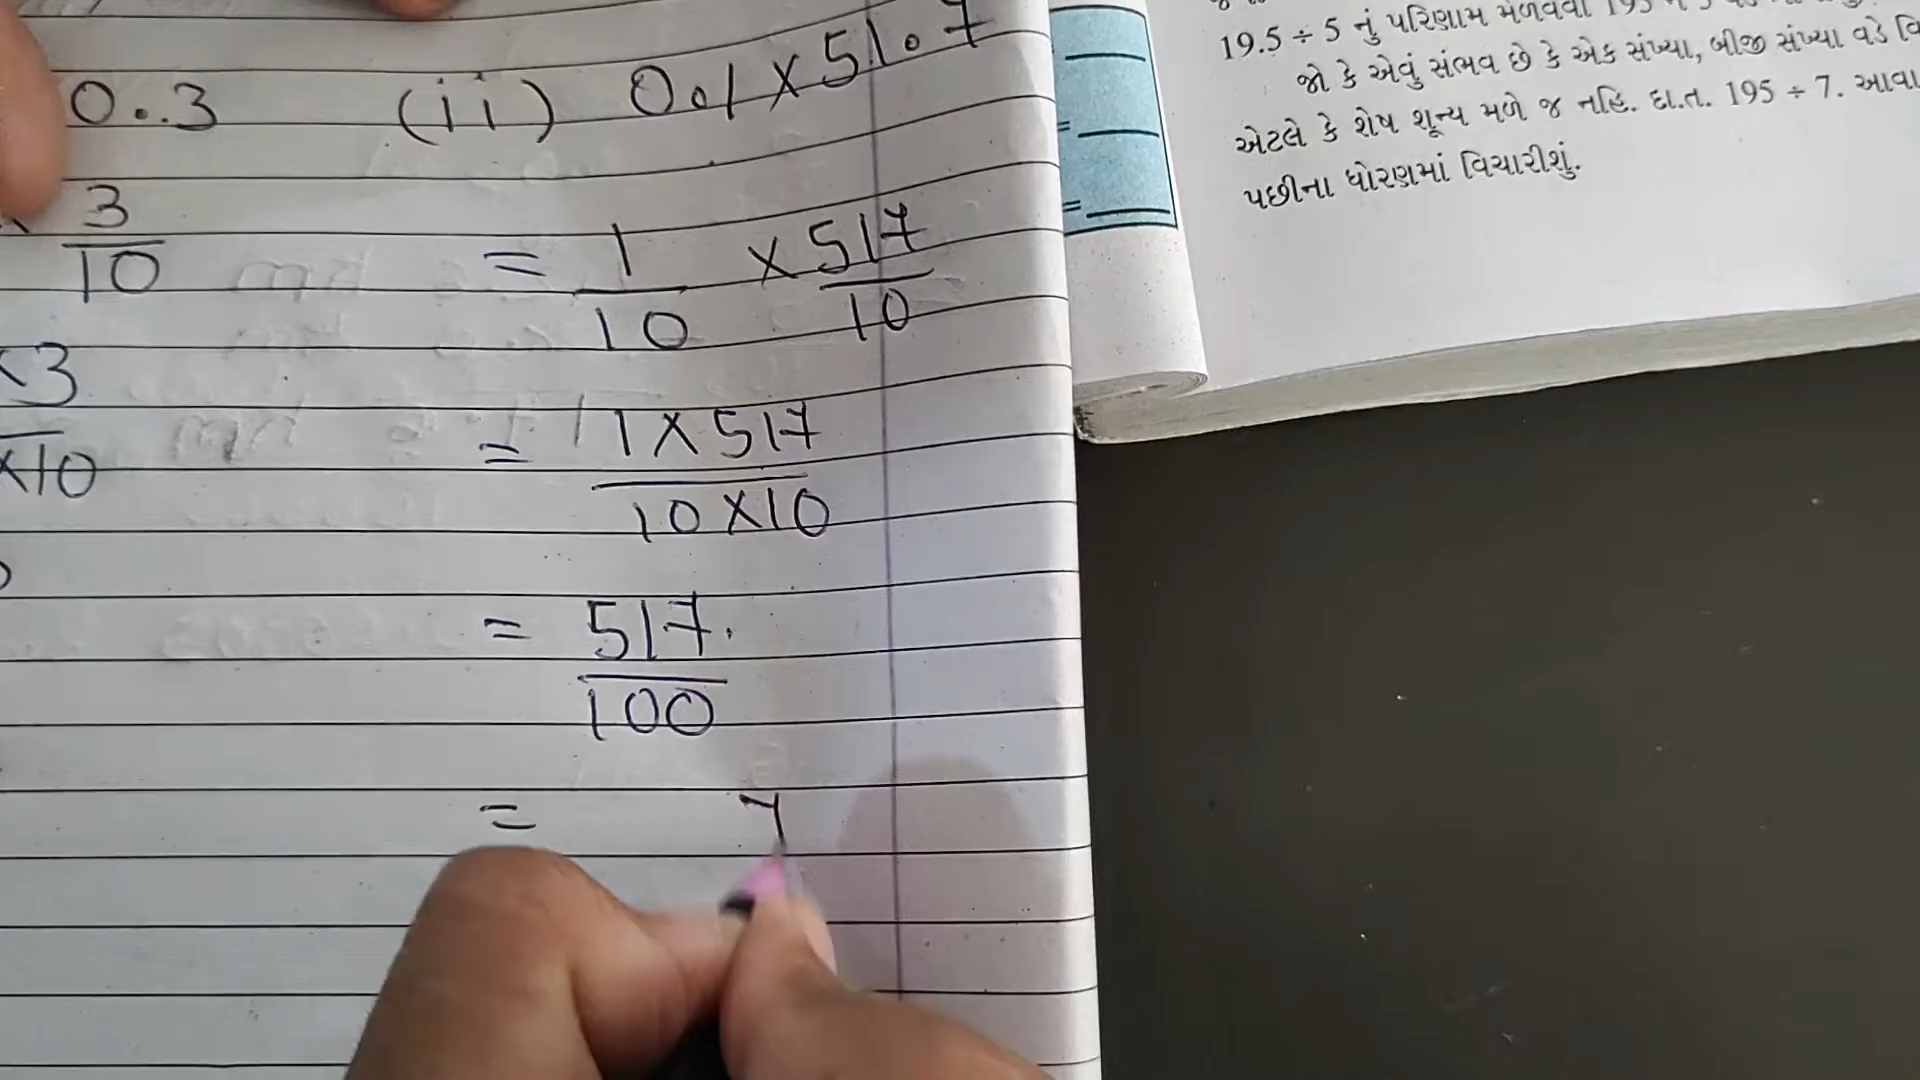 0..3 (ii) 0.1 × 51.7
3
10
= 1/10 × 517/10
×3
×10
= 1×517
10×10
= 517.
100
= 7
19.5 ÷ 5 નું પરિણામ મેળવવા 195
જો કે એવું સંભવ છે કે એક સંખ્યા, બીજી સંખ્યા વડે
એટલે કે શેષ શૂન્ય મળે જ નહિ. દા.ત. 195 ÷ 7. આવા
પછીના ધોરણમાં વિચારીશું.
=
=